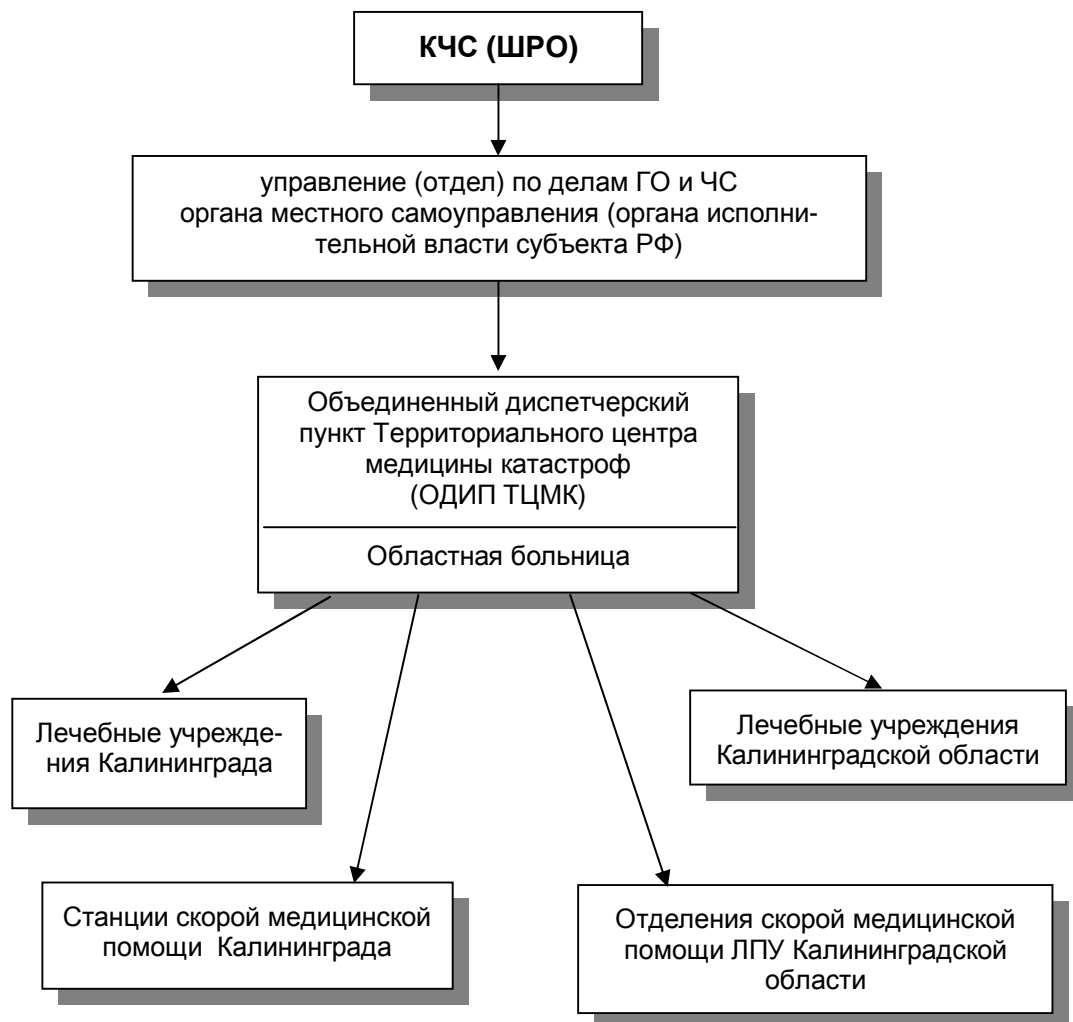 КЧС (ШРО)
управление (отдел) по делам ГО и ЧС
органа местного самоуправления (органа исполни-
тельной власти субъекта РФ)
Объединенный диспетчерский
пункт Территориального центра
медицины катастроф
(ОДИП ТЦМК)
Областная больница
Лечебные учрежде-
ния Калининграда
Лечебные учреждения
Калининградской области
Станции скорой медицинской
помощи Калининграда
Отделения скорой медицинской
помощи ЛПУ Калининградской
области